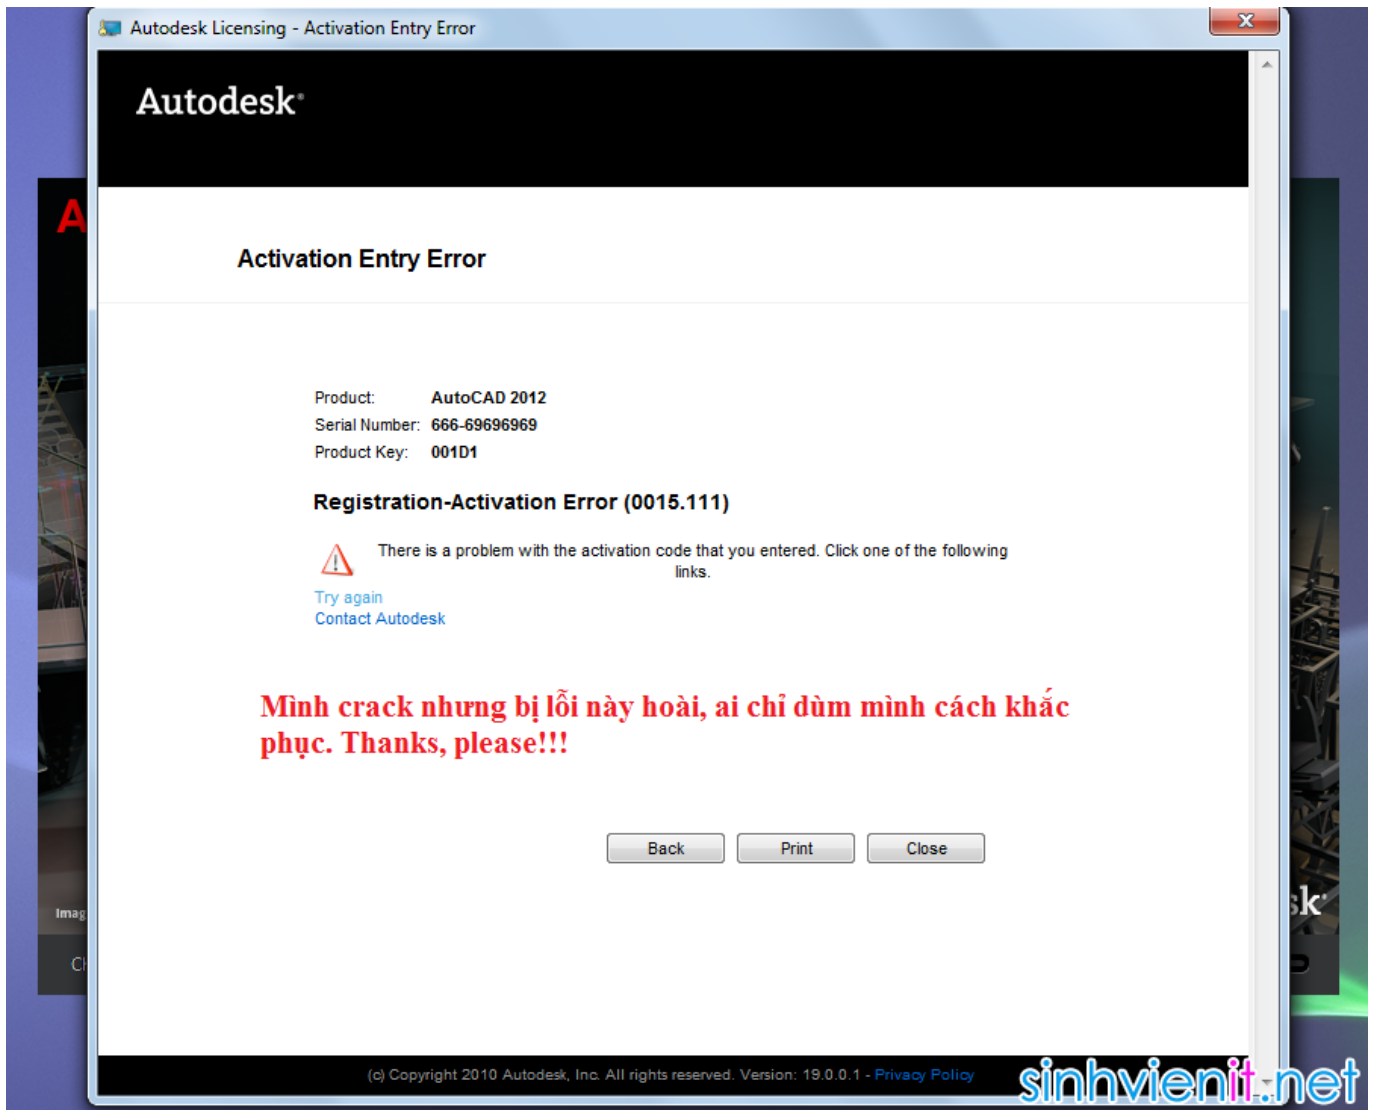 Autodesk Licensing - Activation Entry Error
Autodesk
Activation Entry Error
Product: AutoCAD 2012
Serial Number: 666-69696969
Product Key: 001D1
Registration-Activation Error (0015.111)
There is a problem with the activation code that you entered. Click one of the following
links.
Try again
Contact Autodesk
Mình crack nhưng bị lỗi này hoài, ai chỉ dùm mình cách khắc
phục. Thanks, please!!!
Back Print Close
(c) Copyright 2010 Autodesk, Inc. All rights reserved. Version: 19.0.0.1 - Privacy Policy
sinhvienit.net